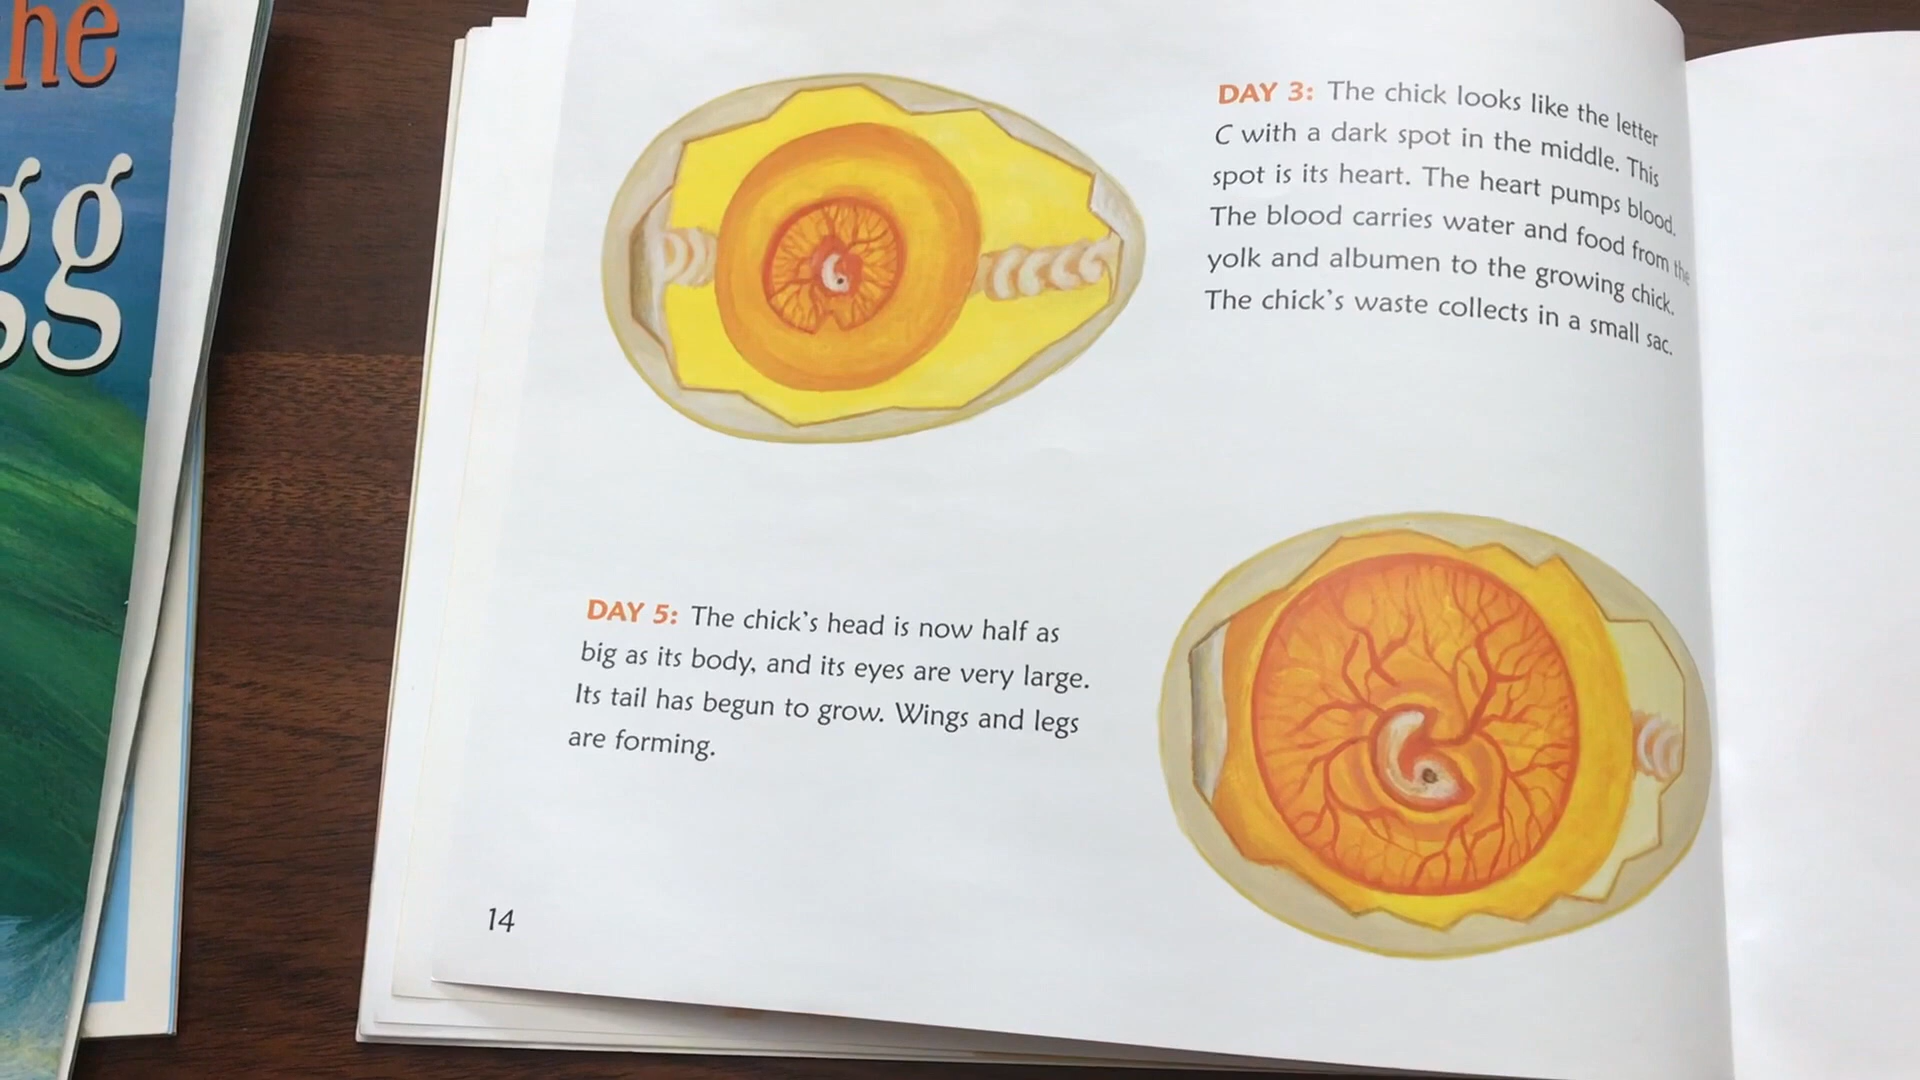 he
gg
DAY 3: The chick looks like the letter
C with a dark spot in the middle. This
spot is its heart. The heart pumps blood.
The blood carries water and food from the
yolk and albumen to the growing chick.
The chick's waste collects in a small sac.
DAY 5: The chick's head is now half as
big as its body, and its eyes are very large.
Its tail has begun to grow. Wings and legs
are forming.
14